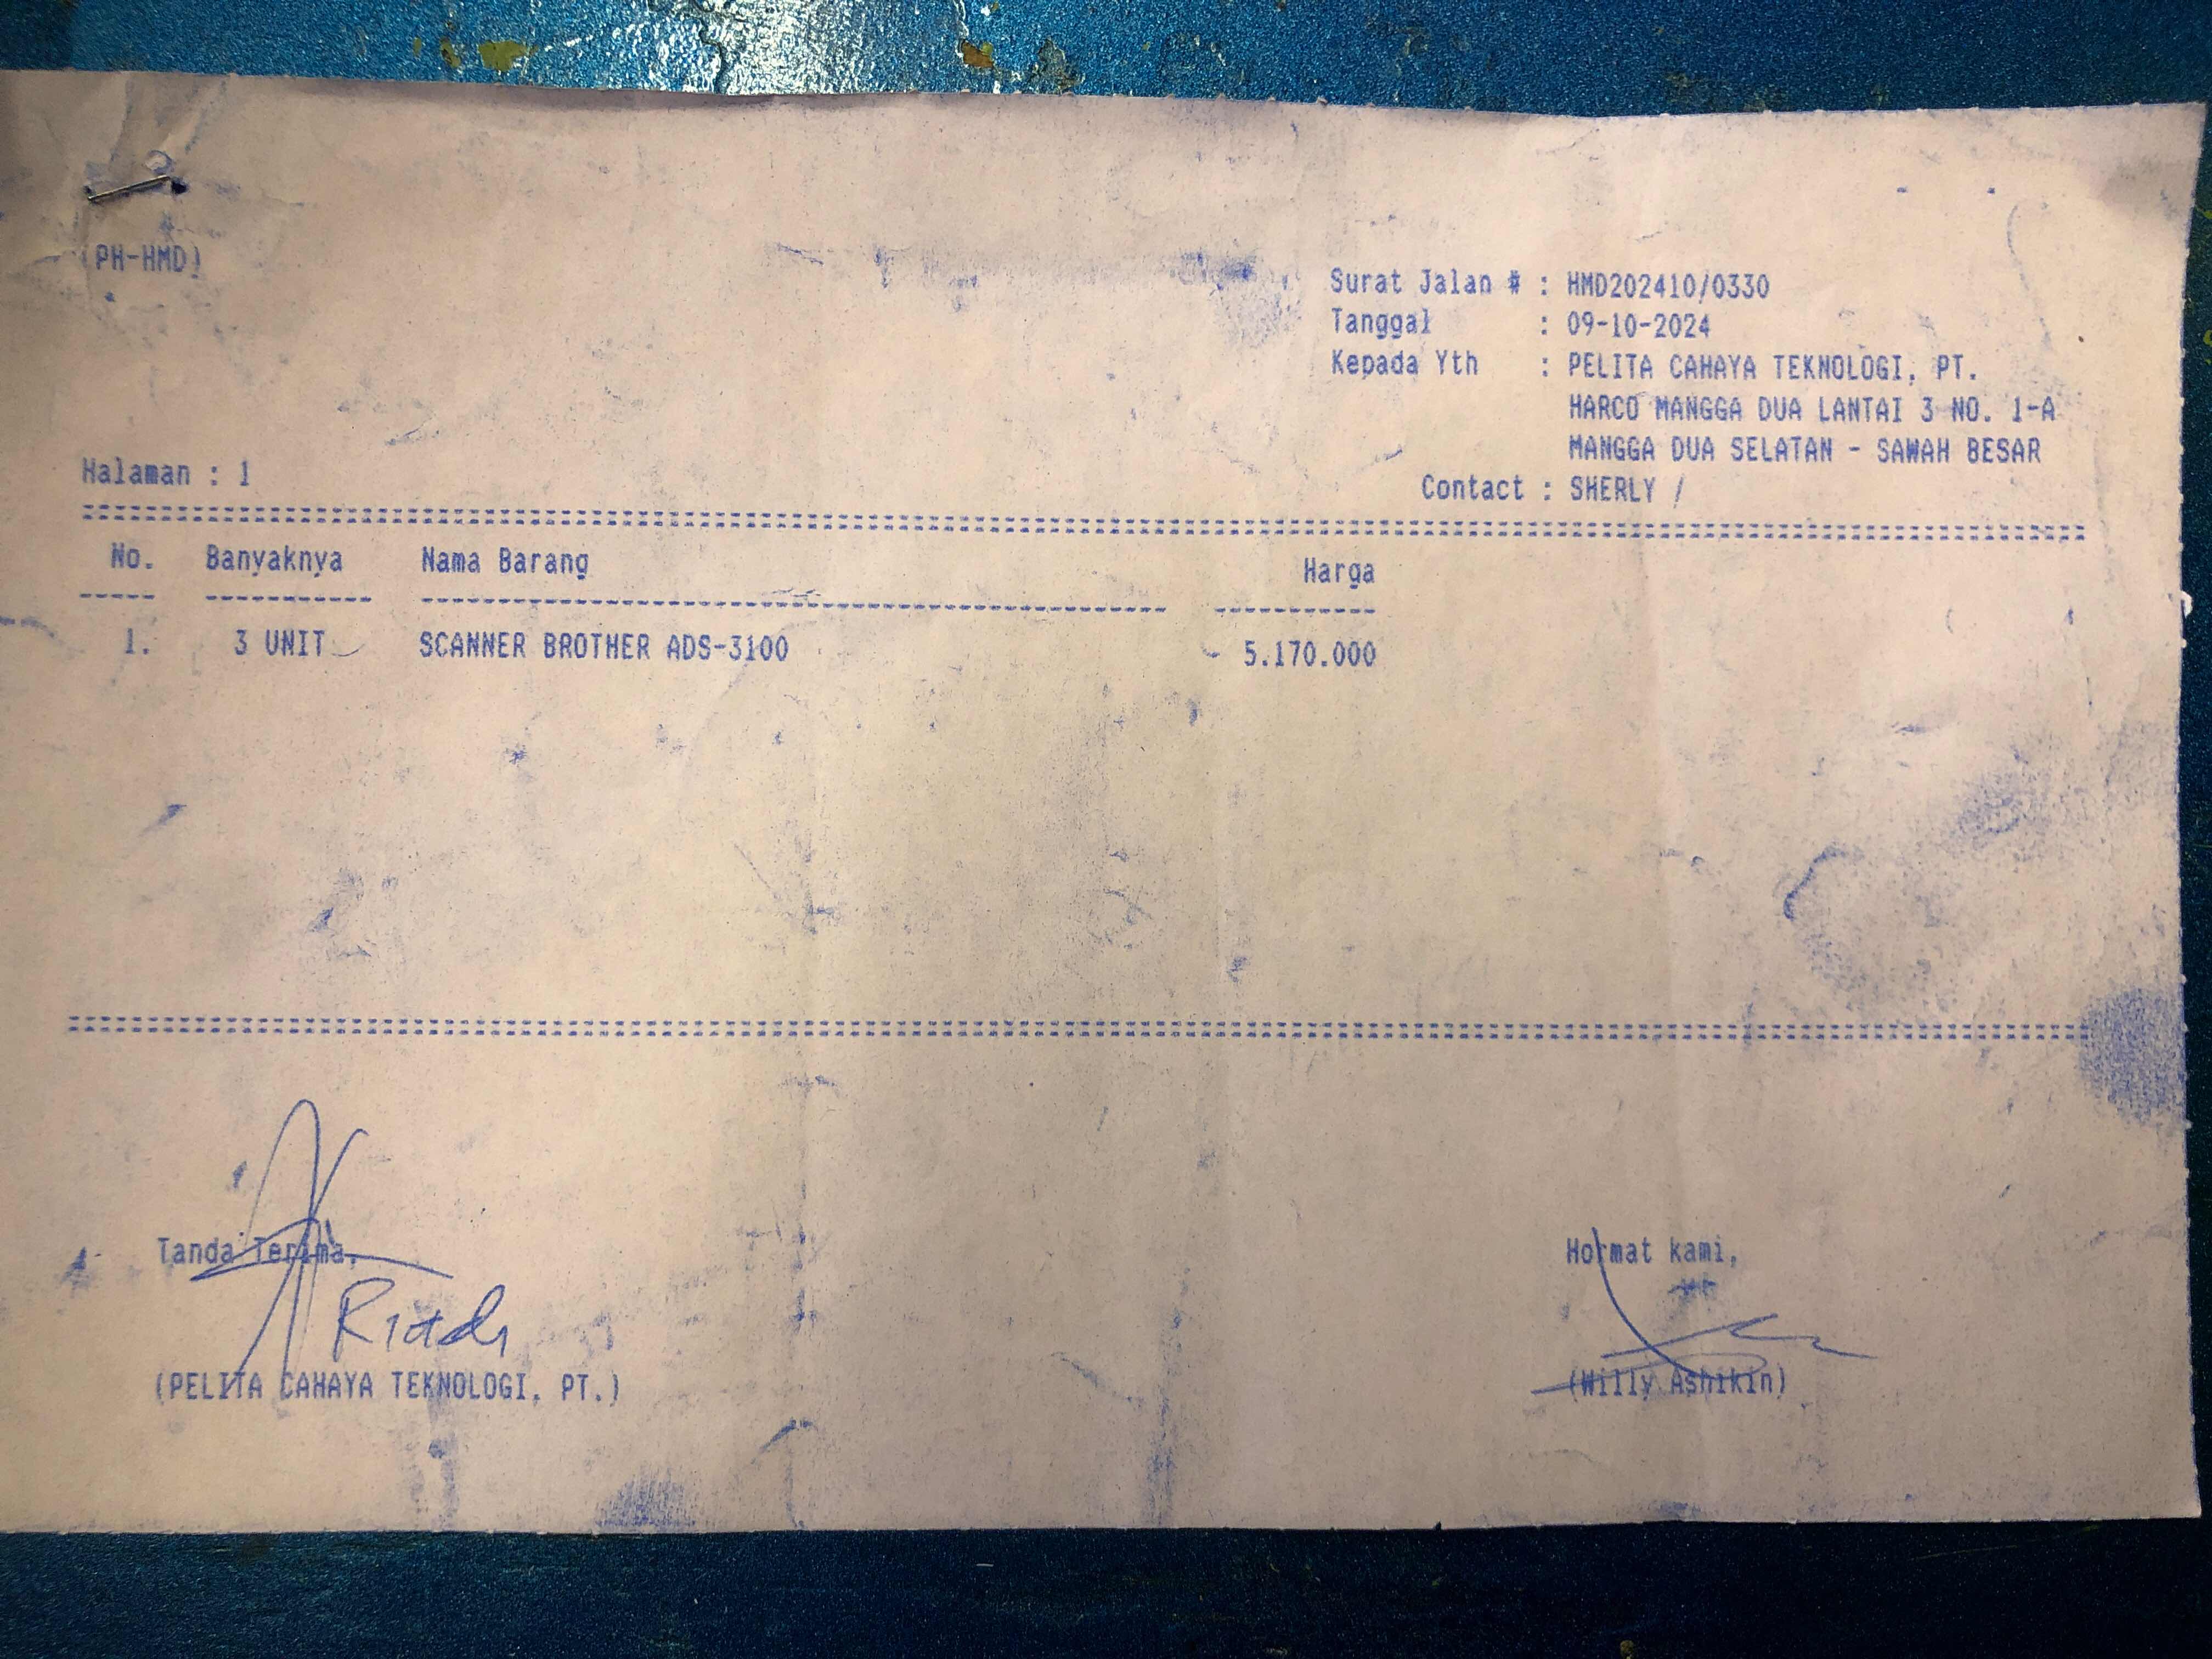 (PH-HMD)
Surat Jalan # : HMD202410/0330
Tanggal : 09-10-2024
Kepada Yth : PELITA CAHAYA TEKNOLOGI, PT.
HARCO MANGGA DUA LANTAI 3 NO. 1-A
MANGGA DUA SELATAN - SAWAH BESAR
Halaman : 1
Contact : SHERLY /
No. Banyaknya Nama Barang Harga
1. 3 UNIT SCANNER BROTHER ADS-3100 5.170.000
Tanda Terima, Hormat kami,
Riadi
(PELITA CAHAYA TEKNOLOGI, PT.) (Willy Ashikin)